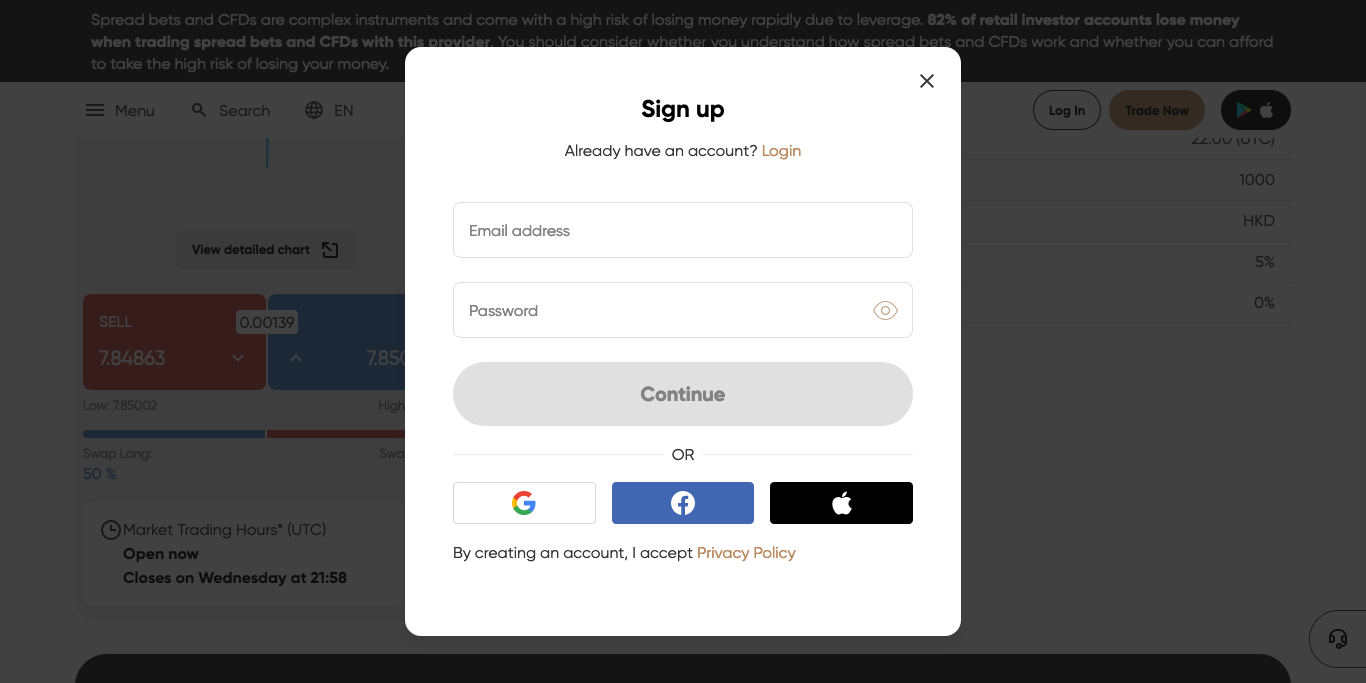 Spread bets and CFDs are complex instruments and come with a high risk of losing money rapidly due to leverage. 82% of retail investor accounts lose money
when trading spread bets and CFDs with this provider. You should consider whether you understand how spread bets and CFDs work and whether you can afford
to take the high risk of losing your money.
Menu
Search
EN
Log In
Trade Now
22:00 (UTC)
1000
HKD
5%
0%
View detailed chart
SELL
0.00139
7.84863
7.850
Low: 7.85002
High
Swap Long:
Swa
50 %
Market Trading Hours* (UTC)
Open now
Closes on Wednesday at 21:58
Sign up
Already have an account? Login
Email address
Password
Continue
OR
By creating an account, I accept Privacy Policy